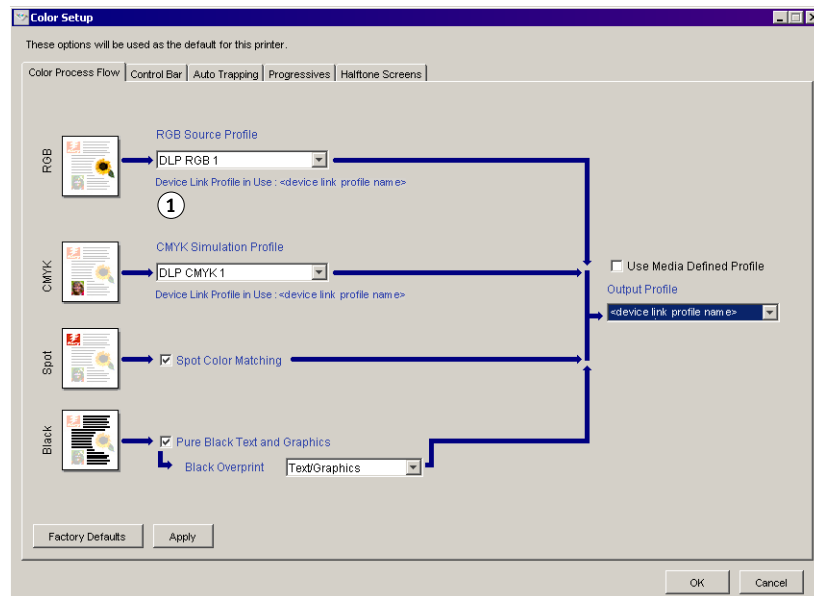 Color Setup
These options will be used as the default for this printer.
Color Process Flow
Control Bar
Auto Trapping
Progressives
Halftone Screens
RGB
RGB Source Profile
DLP RGB 1
Device Link Profile in Use : <device link profile name>
1
CMYK
CMYK Simulation Profile
DLP CMYK 1
Device Link Profile in Use : <device link profile name>
Use Media Defined Profile
Output Profile
<device link profile name>
Spot
Spot Color Matching
Black
Pure Black Text and Graphics
Black Overprint
Text/Graphics
Factory Defaults
Apply
OK
Cancel